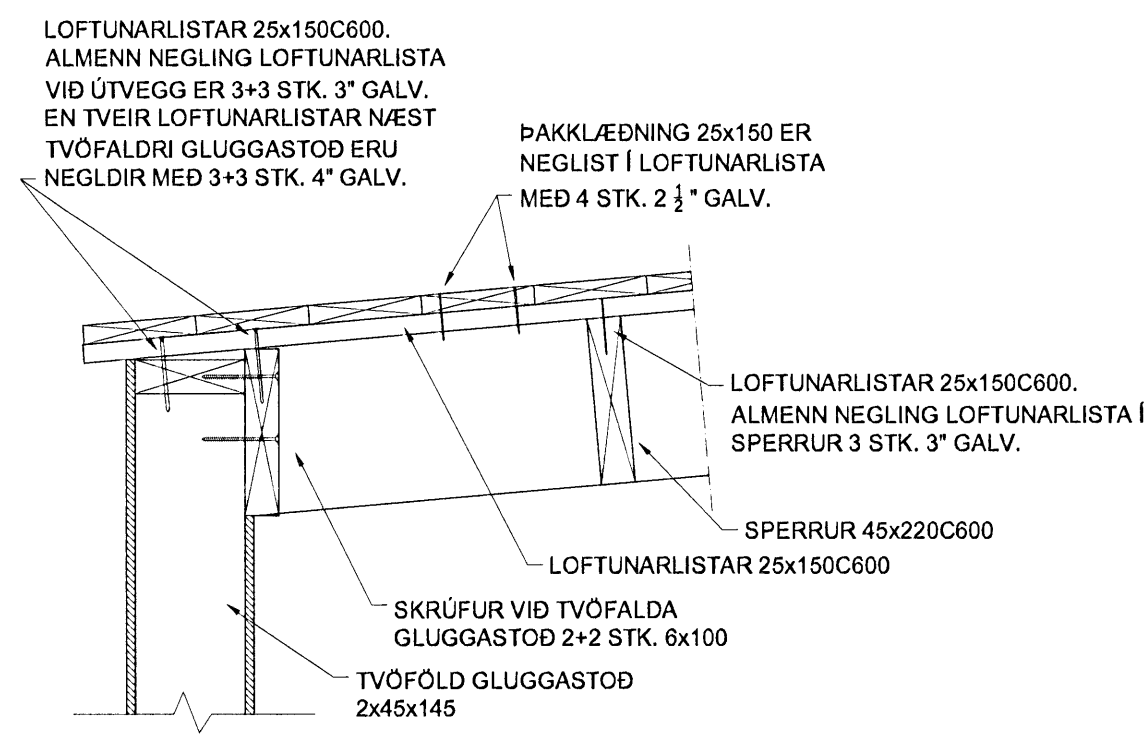 LOFTUNARLISTAR 25x150C600.
ALMENN NEGLING LOFTUNARLISTA
VIÐ ÚTVEGG ER 3+3 STK. 3" GALV.
EN TVEIR LOFTUNARLISTAR NÆST
TVÖFALDRI GLUGGASTOÐ ERU
NEGLDIR MEÐ 3+3 STK. 4" GALV.
ÞAKKLÆÐNING 25x150 ER
NEGLIST Í LOFTUNARLISTA
MEÐ 4 STK. 2 ½ " GALV.
LOFTUNARLISTAR 25x150C600.
ALMENN NEGLING LOFTUNARLISTA Í
SPERRUR 3 STK. 3" GALV.
SPERRUR 45x220C600
LOFTUNARLISTAR 25x150C600
SKRÚFUR VIÐ TVÖFALDA
GLUGGASTOÐ 2+2 STK. 6x100
TVÖFÖLD GLUGGASTOÐ
2x45x145